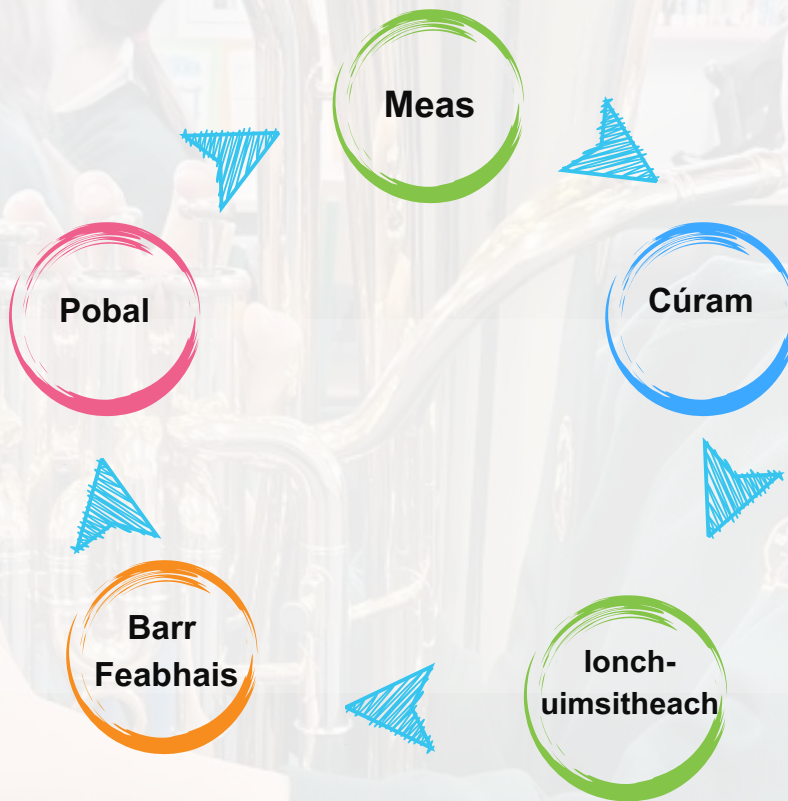 Meas
Cúram
Ionch-
uimsitheach
Barr
Feabhais
Pobal